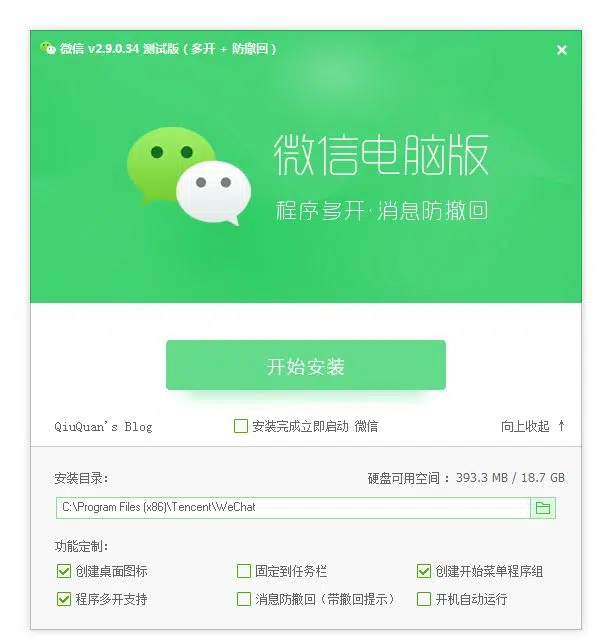 微信 v2.9.0.34 测试版 ( 多开 + 防撤回 )
微信电脑版
程序多开·消息防撤回
开始安装
QiuQuan's Blog 安装完成立即启动 微信 向上收起 ↑
安装目录: 硬盘可用空间： 393.3 MB / 18.7 GB
C:\Program Files (x86)\Tencent\WeChat
功能定制:
创建桌面图标 固定到任务栏 创建开始菜单程序组
程序多开支持 消息防撤回（带撤回提示） 开机自动运行